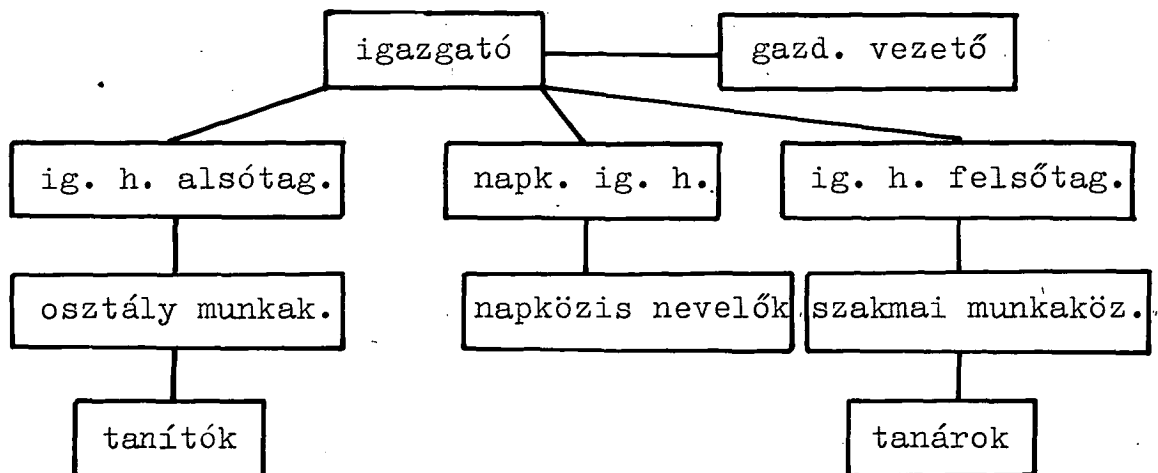 igazgató
gazd. vezető
ig. h. alsótag.
napk. ig. h.
ig. h. felsőtag.
osztály munkak.
napközis nevelők
szakmai munkaköz.
tanítók
tanárok